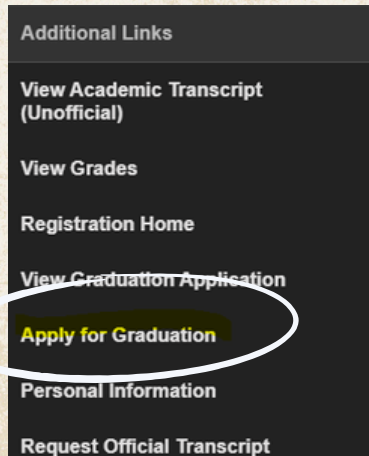 Additional Links
View Academic Transcript
(Unofficial)
View Grades
Registration Home
View Graduation Application
Apply for Graduation
Personal Information
Request Official Transcript